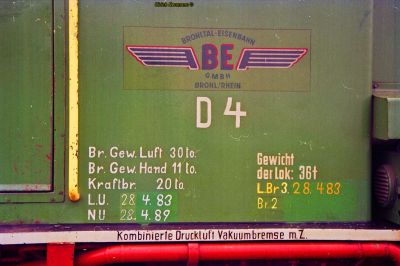 BROHLTAL-EISENBAHN
BE
GMBH
BROHL/RHEIN
D 4
Br. Gew. Luft 30 to.
Br. Gew. Hand 11 to.
Kraftbr. 20 to.
L.U. 28 4.83
NU 28.4.89
Gewicht
der Lok: 36t
L.Br3. 28.4 83
Br.2
Kombinierte Druckluft Vakuumbremse m.Z.